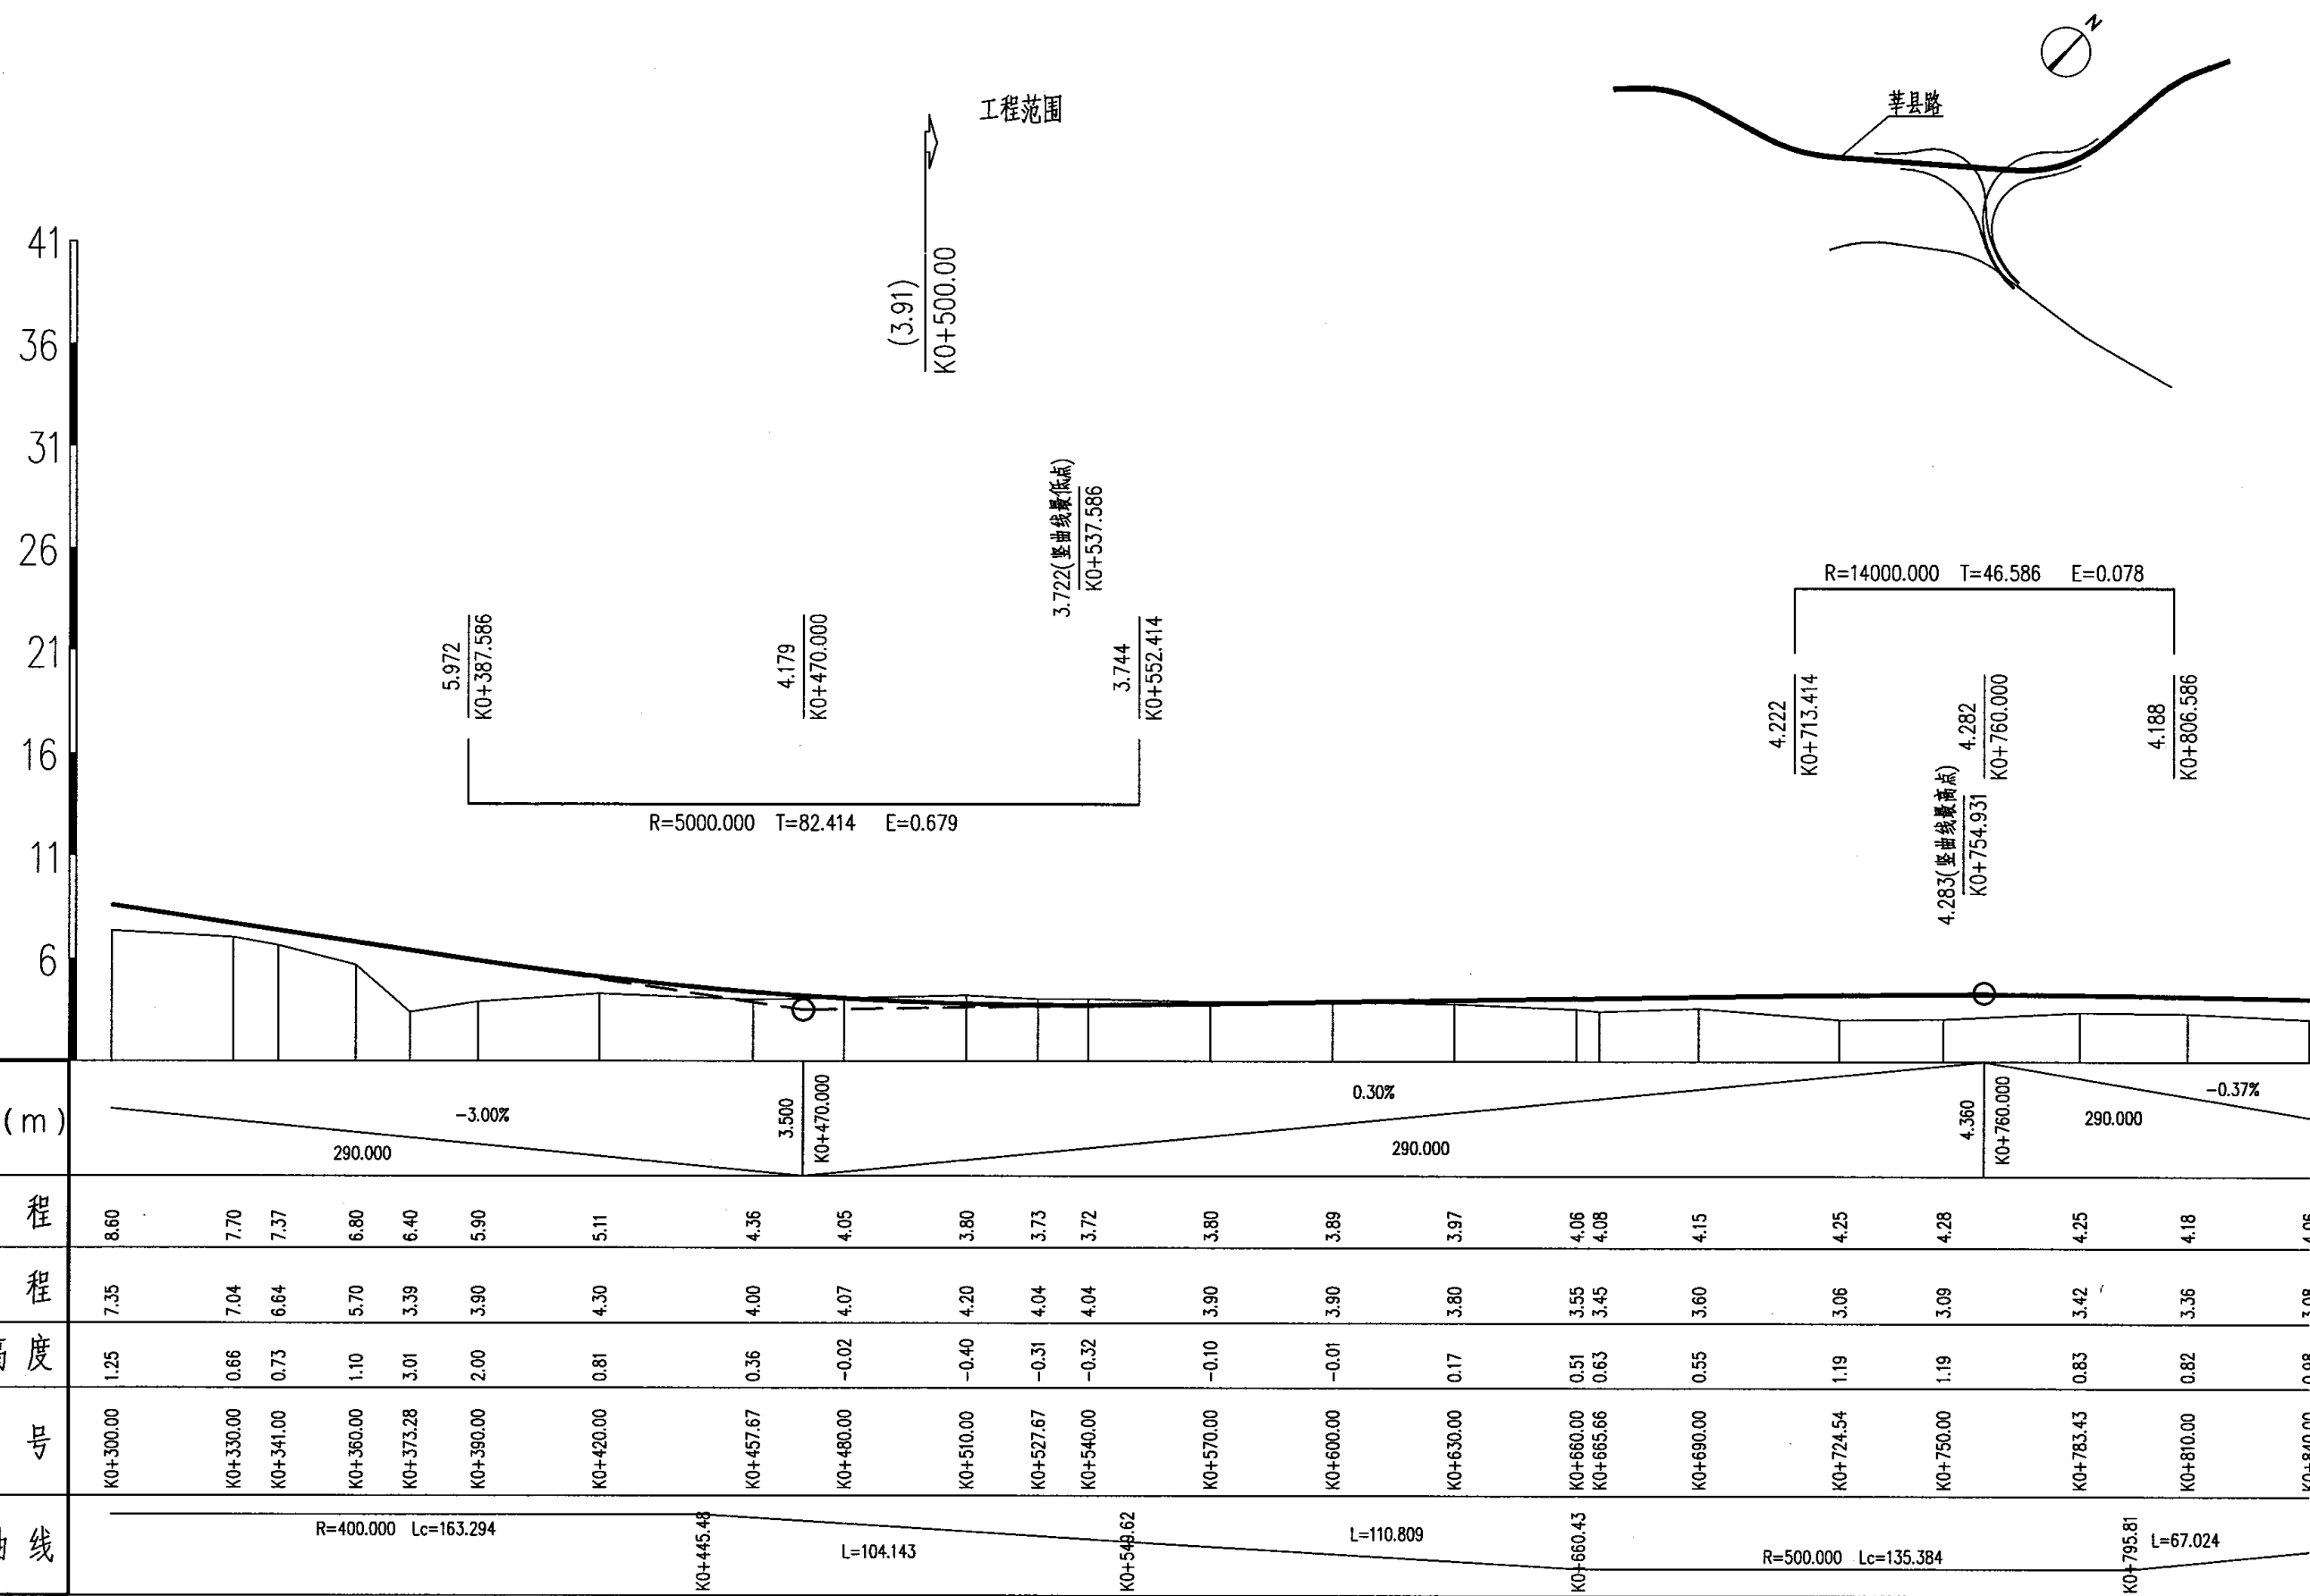 N
工程范围
莘县路
(3.91)
K0+500.00
41
36
31
26
21
16
11
6
3.722(竖曲线最低点)
K0+537.586
5.972
K0+387.586
4.179
K0+470.000
3.744
K0+552.414
R=5000.000 T=82.414 E=0.679
R=14000.000 T=46.586 E=0.078
4.222
K0+713.414
4.282
K0+760.000
4.188
K0+806.586
4.283(竖曲线最高点)
K0+754.931
(m)
-3.00%
290.000
3.500
K0+470.000
0.30%
290.000
4.360
K0+760.000
-0.37%
290.000
程 8.60 7.70 7.37 6.80 6.40 5.90 5.11 4.36 4.05 3.80 3.73 3.72 3.80 3.89 3.97 4.06 4.08 4.15 4.25 4.28 4.25 4.18 4.06
程 7.35 7.04 6.64 5.70 3.39 3.90 4.30 4.00 4.07 4.20 4.04 4.04 3.90 3.90 3.80 3.55 3.45 3.60 3.06 3.09 3.42 3.36 3.08
高度 1.25 0.66 0.73 1.10 3.01 2.00 0.81 0.36 -0.02 -0.40 -0.31 -0.32 -0.10 -0.01 0.17 0.51 0.63 0.55 1.19 1.19 0.83 0.82 0.98
号 K0+300.00 K0+330.00 K0+341.00 K0+360.00 K0+373.28 K0+390.00 K0+420.00 K0+457.67 K0+480.00 K0+510.00 K0+527.67 K0+540.00 K0+570.00 K0+600.00 K0+630.00 K0+660.00 K0+665.66 K0+690.00 K0+724.54 K0+750.00 K0+783.43 K0+810.00 K0+840.00
曲线 R=400.000 Lc=163.294 K0+445.48 L=104.143 K0+549.62 L=110.809 K0+660.43 R=500.000 Lc=135.384 K0+795.81 L=67.024